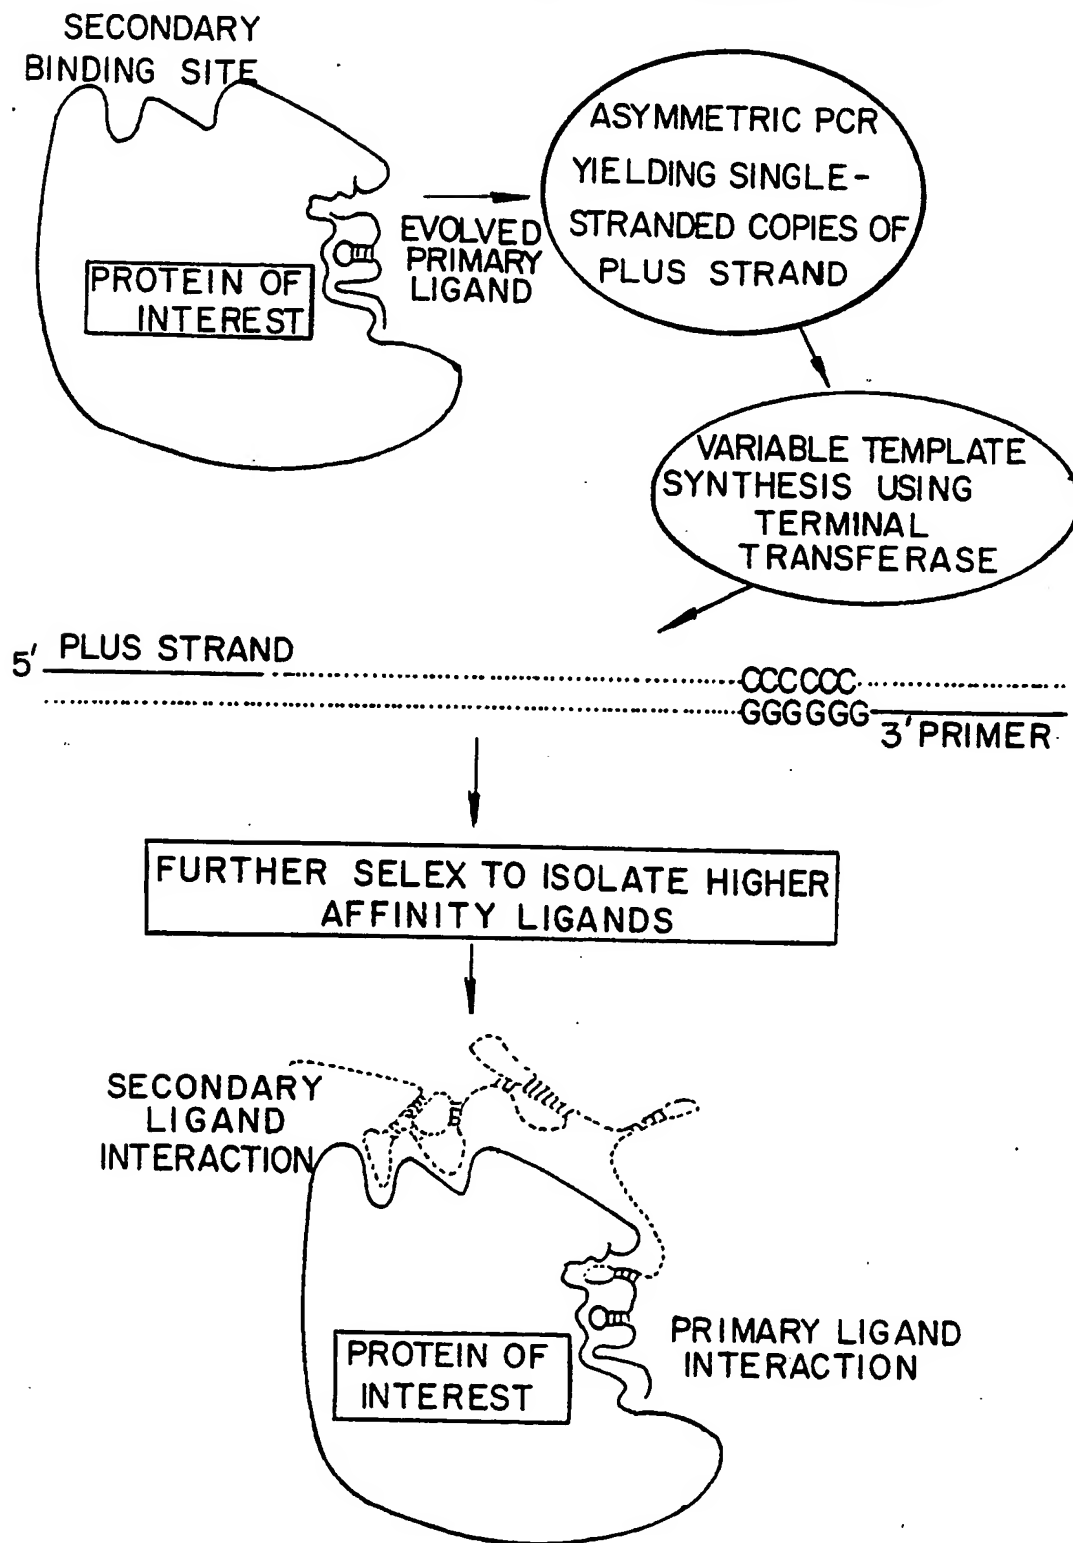 SECONDARY
BINDING SITE
ASYMMETRIC PCR
YIELDING SINGLE-
STRANDED COPIES OF
PLUS STRAND
EVOLVED
PRIMARY
LIGAND
PROTEIN OF
INTEREST
VARIABLE TEMPLATE
SYNTHESIS USING
TERMINAL
TRANSFERASE
5' PLUS STRAND
CCCCCC
GGGGGG
3' PRIMER
FURTHER SELEX TO ISOLATE HIGHER
AFFINITY LIGANDS
SECONDARY
LIGAND
INTERACTION
PRIMARY LIGAND
INTERACTION
PROTEIN OF
INTEREST